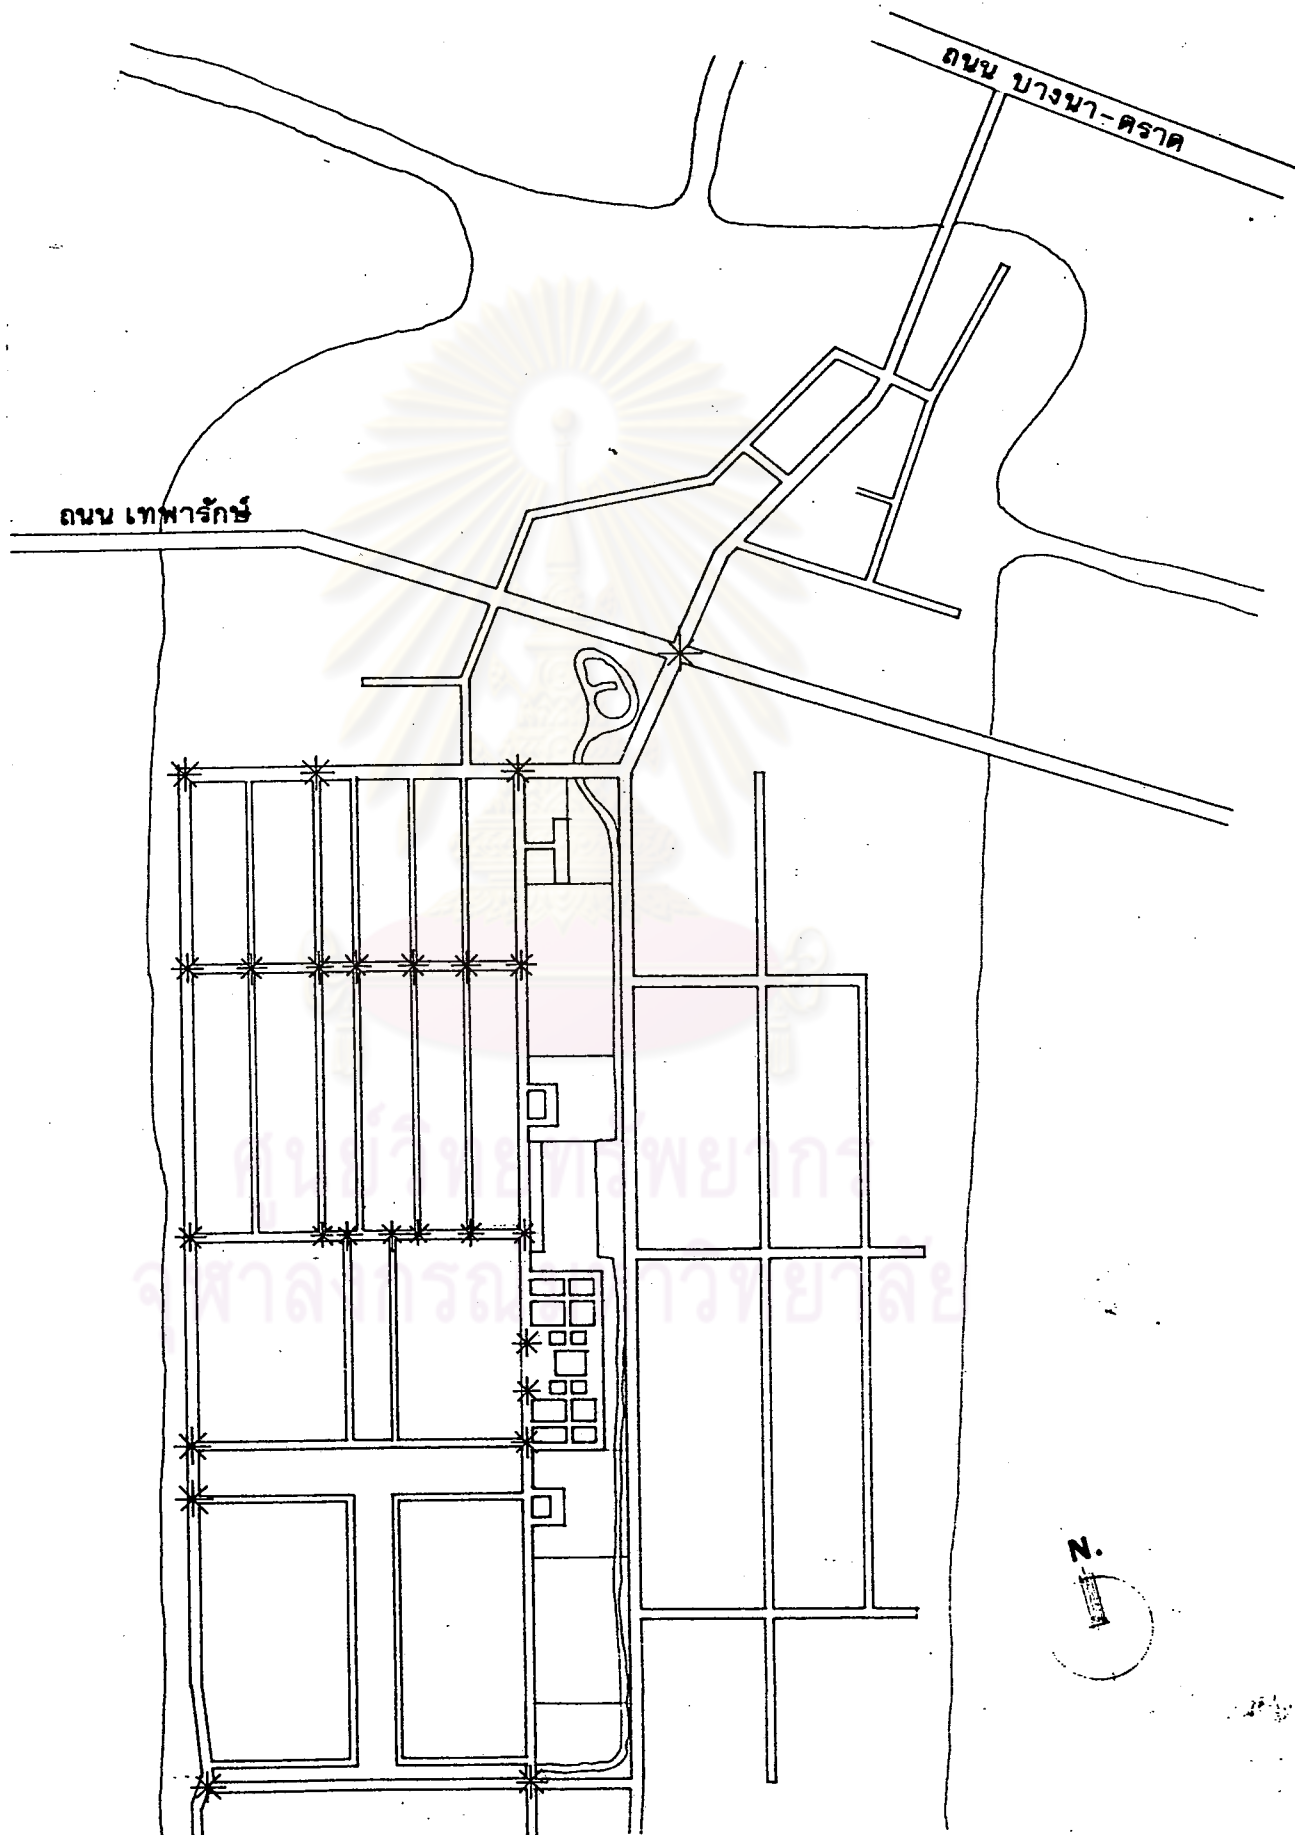 ถนน บางนา-ตราด
ถนน เทพารักษ์
ศูนย์วิทยทรัพยากร
จุฬาลงกรณ์มหาวิทยาลัย
N.